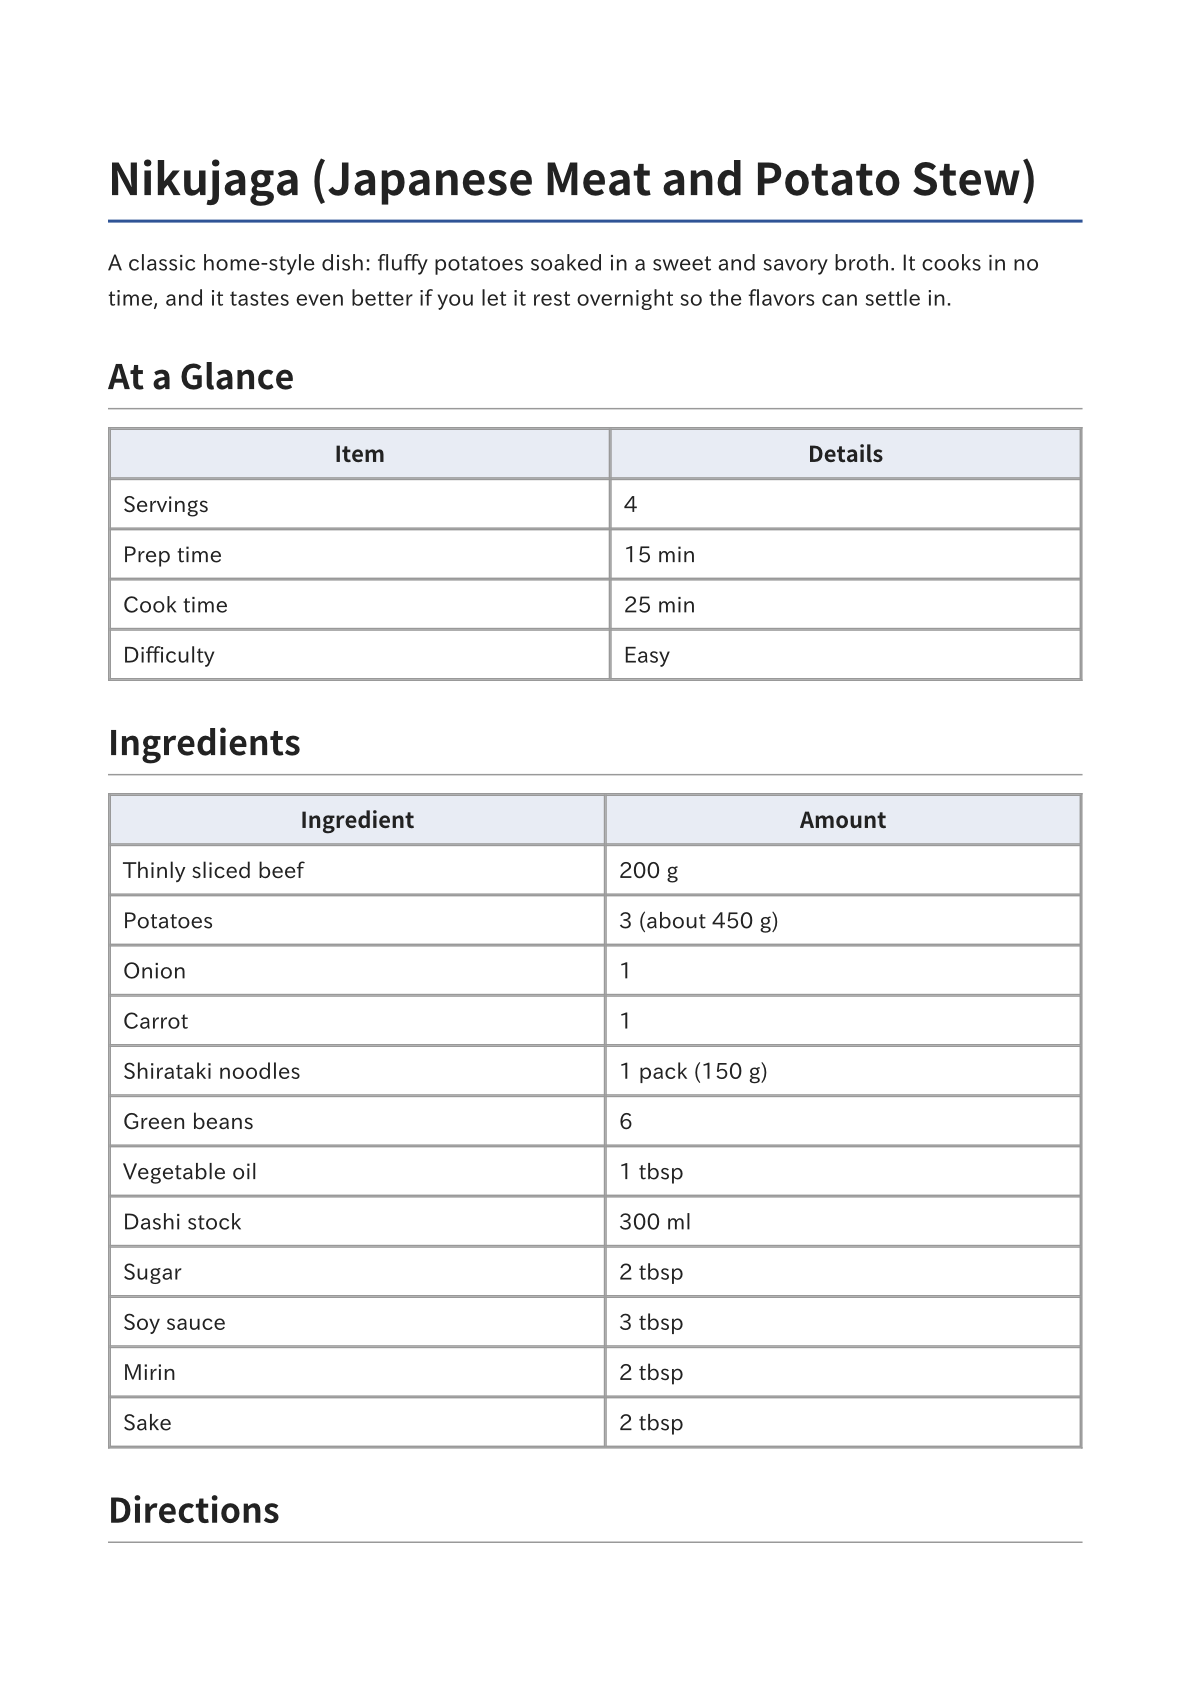 Nikujaga (Japanese Meat and Potato Stew)
A classic home-style dish: fluffy potatoes soaked in a sweet and savory broth. It cooks in no
time, and it tastes even better if you let it rest overnight so the flavors can settle in.
At a Glance
Item Details
Servings 4
Prep time 15 min
Cook time 25 min
Difficulty Easy
Ingredients
Ingredient Amount
Thinly sliced beef 200 g
Potatoes 3 (about 450 g)
Onion 1
Carrot 1
Shirataki noodles 1 pack (150 g)
Green beans 6
Vegetable oil 1 tbsp
Dashi stock 300 ml
Sugar 2 tbsp
Soy sauce 3 tbsp
Mirin 2 tbsp
Sake 2 tbsp
Directions